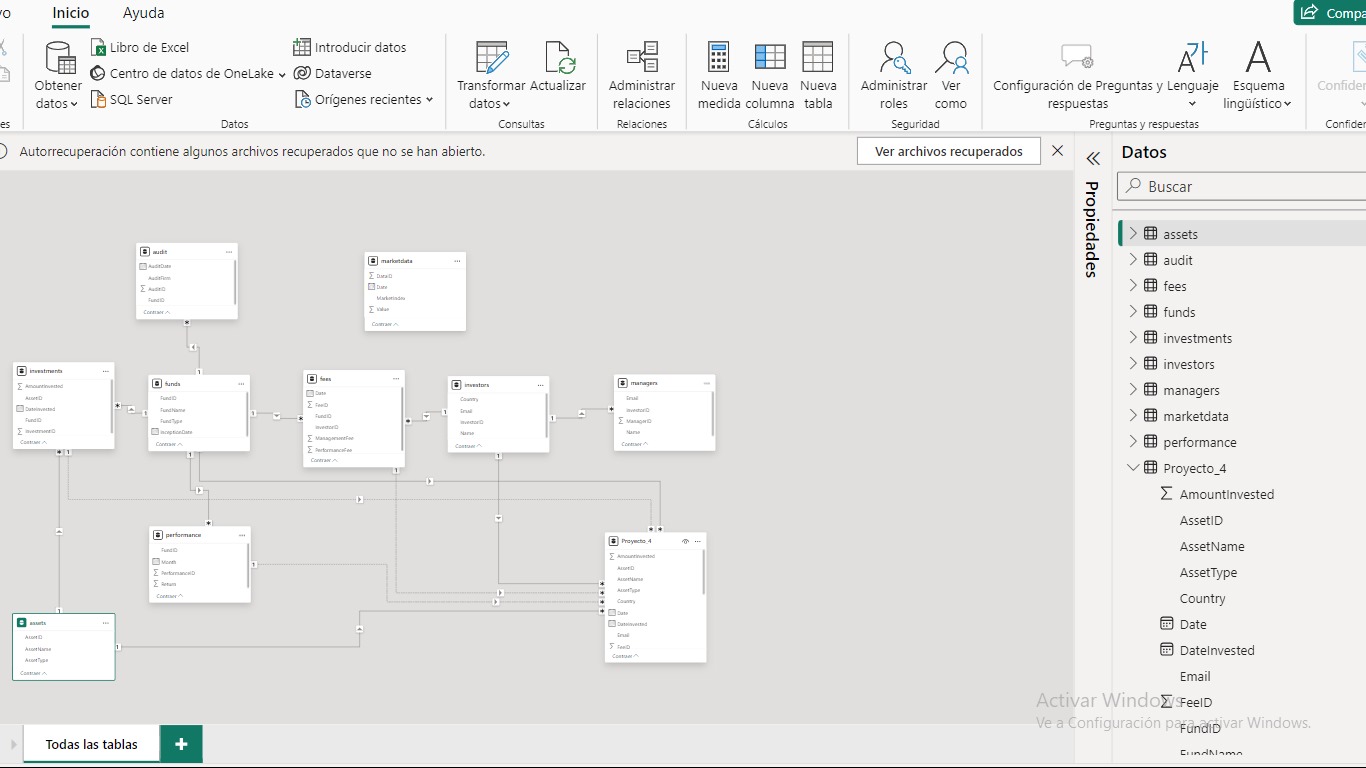 Inicio
Ayuda
Compa
Libro de Excel
Introducir datos
Centro de datos de OneLake
Dataverse
SQL Server
Orígenes recientes
Obtener
datos
Transformar
datos
Actualizar
Administrar
relaciones
Nueva
medida
Nueva
columna
Nueva
tabla
Administrar
roles
Ver
como
Configuración de Preguntas y
respuestas
Lenguaje
Esquema
lingüístico
Confiden
Datos
Consultas
Relaciones
Cálculos
Seguridad
Preguntas y respuestas
Confiden
Autorrecuperación contiene algunos archivos recuperados que no se han abierto.
Ver archivos recuperados
audit
AuditDate
AuditFirm
AuditID
FundID
Contraer
marketdata
DataID
Date
MarketIndex
Value
Contraer
investments
AmountInvested
AssetID
DateInvested
FundID
InvestmentID
Contraer
funds
FundID
FundName
FundType
InceptionDate
Contraer
fees
Date
FeeID
FundID
InvestorID
ManagementFee
PerformanceFee
Contraer
investors
Country
Email
InvestorID
Name
Contraer
managers
Email
InvestorID
ManagerID
Name
Contraer
performance
FundID
Month
PerformanceID
Return
Contraer
Proyecto_4
AmountInvested
AssetID
AssetName
AssetType
Country
Date
DateInvested
Email
FeeID
Contraer
assets
AssetID
AssetName
AssetType
Contraer
Todas las tablas
Propiedades
Datos
Buscar
assets
audit
fees
funds
investments
investors
managers
marketdata
performance
Proyecto_4
AmountInvested
AssetID
AssetName
AssetType
Country
Date
DateInvested
Email
FeeID
FundID
FundName
Activar Windows
Ve a Configuración para activar Windows.